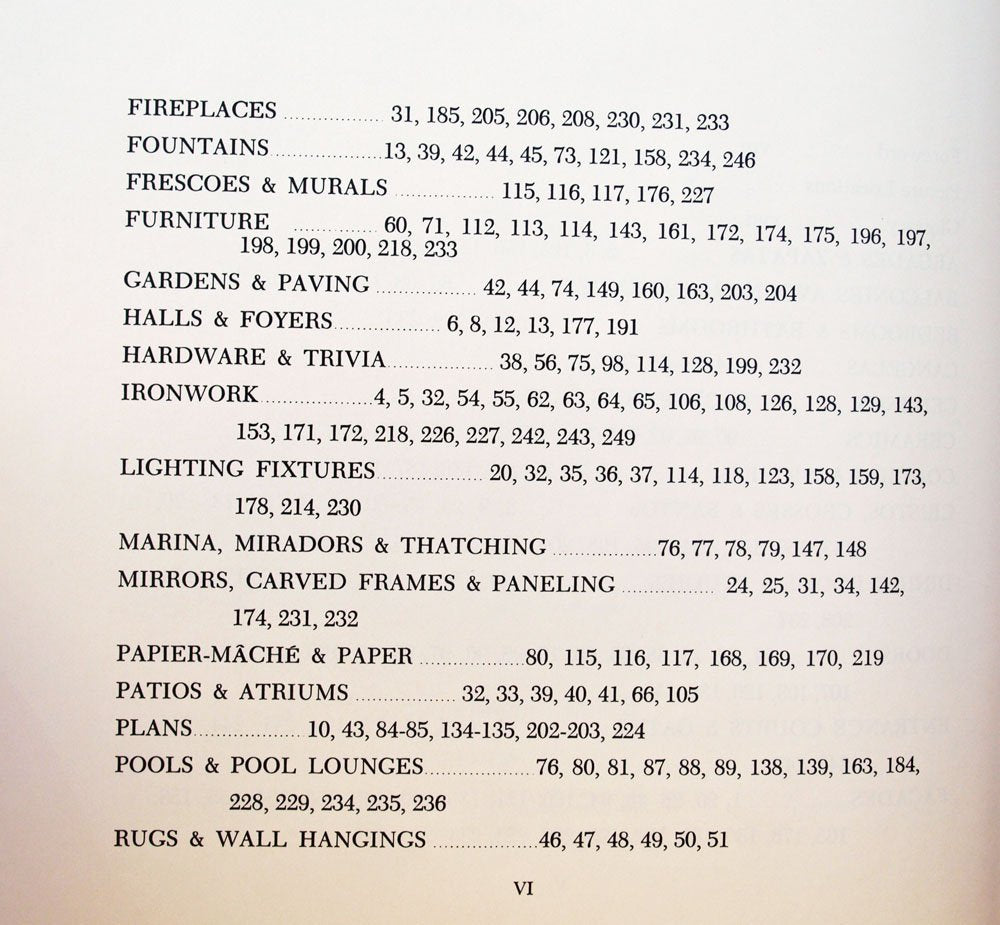 FIREPLACES .................. 31, 185, 205, 206, 208, 230, 231, 233
FOUNTAINS .................... 13, 39, 42, 44, 45, 73, 121, 158, 234, 246
FRESCOES & MURALS .................. 115, 116, 117, 176, 227
FURNITURE .............. 60, 71, 112, 113, 114, 143, 161, 172, 174, 175, 196, 197,
198, 199, 200, 218, 233
GARDENS & PAVING .................. 42, 44, 74, 149, 160, 163, 203, 204
HALLS & FOYERS ................... 6, 8, 12, 13, 177, 191
HARDWARE & TRIVIA .................... 38, 56, 75, 98, 114, 128, 199, 232
IRONWORK .................... 4, 5, 32, 54, 55, 62, 63, 64, 65, 106, 108, 126, 128, 129, 143,
153, 171, 172, 218, 226, 227, 242, 243, 249
LIGHTING FIXTURES ................... 20, 32, 35, 36, 37, 114, 118, 123, 158, 159, 173,
178, 214, 230
MARINA, MIRADORS & THATCHING ................... 76, 77, 78, 79, 147, 148
MIRRORS, CARVED FRAMES & PANELING ................. 24, 25, 31, 34, 142,
174, 231, 232
PAPIER-MÂCHÉ & PAPER ................... 80, 115, 116, 117, 168, 169, 170, 219
PATIOS & ATRIUMS ................... 32, 33, 39, 40, 41, 66, 105
PLANS ................... 10, 43, 84-85, 134-135, 202-203, 224
POOLS & POOL LOUNGES .................... 76, 80, 81, 87, 88, 89, 138, 139, 163, 184,
228, 229, 234, 235, 236
RUGS & WALL HANGINGS ................... 46, 47, 48, 49, 50, 51
VI